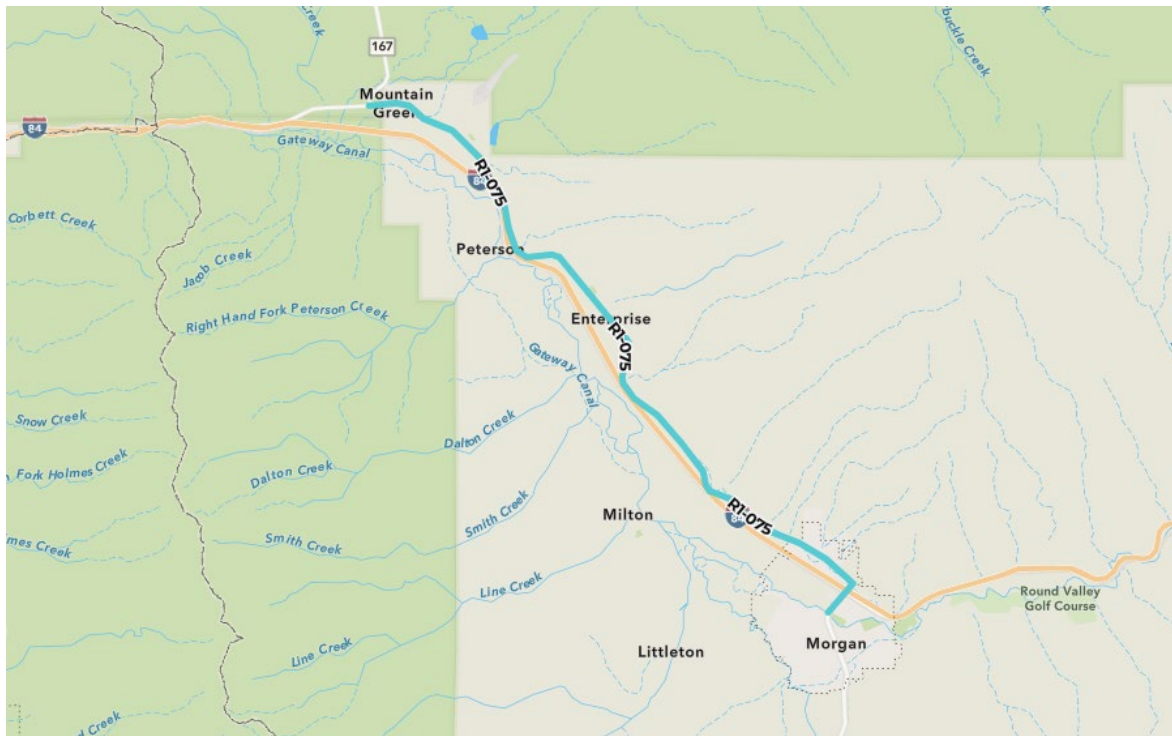 Creek
Creek
buckle Creek
167
Mountain
Green
84
Gateway Canal
R1-075
84
Corbett Creek
Peterson
Jacob Creek
Right Hand Fork Peterson Creek
Enterprise
R1-075
Gateway Canal
Snow Creek
Dalton Creek
Fork Holmes Creek
Dalton Creek
Smith Creek
Milton
R1-075
mes Creek
Smith Creek
Line Creek
Round Valley
Golf Course
Line Creek
Littleton
Morgan
Creek